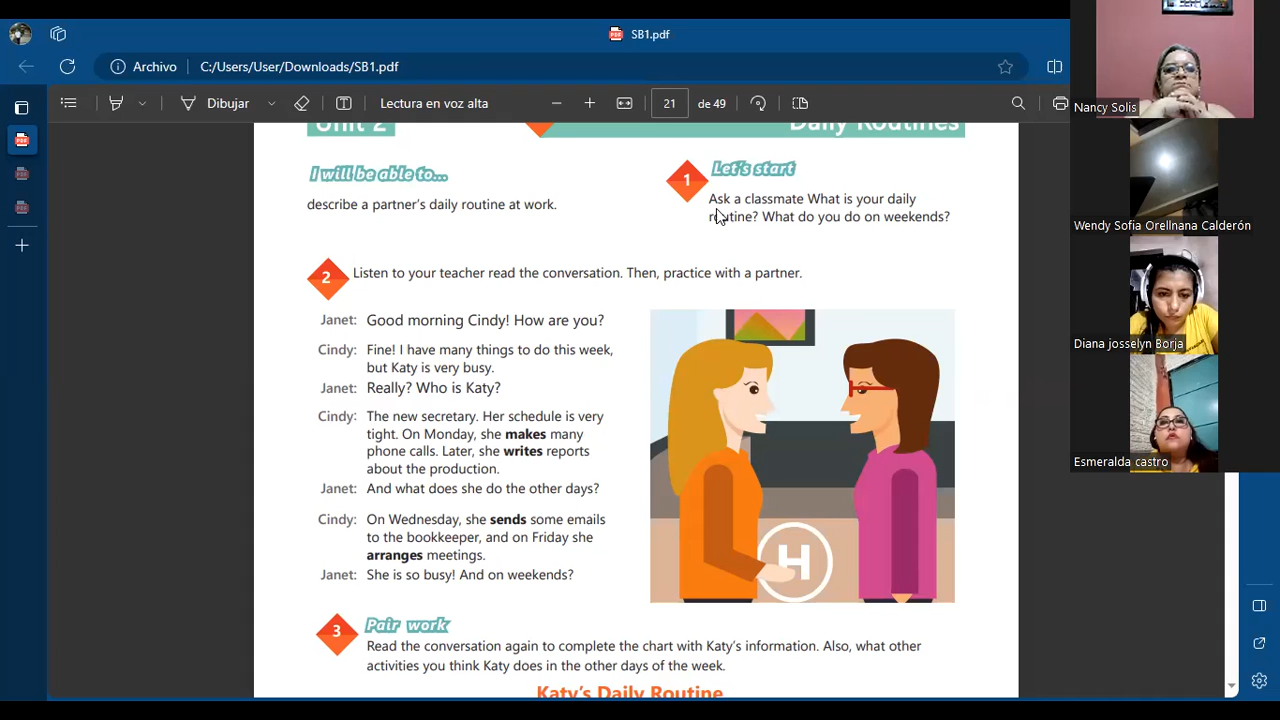 SB1.pdf
Archivo
C:/Users/User/Downloads/SB1.pdf
Dibujar
Lectura en voz alta
21
de 49
Unit 2
Daily Routines
I will be able to...
describe a partner's daily routine at work.
1
Let's start
Ask a classmate What is your daily
routine? What do you do on weekends?
2
Listen to your teacher read the conversation. Then, practice with a partner.
Janet: Good morning Cindy! How are you?
Cindy: Fine! I have many things to do this week,
but Katy is very busy.
Janet: Really? Who is Katy?
Cindy: The new secretary. Her schedule is very
tight. On Monday, she makes many
phone calls. Later, she writes reports
about the production.
Janet: And what does she do the other days?
Cindy: On Wednesday, she sends some emails
to the bookkeeper, and on Friday she
arranges meetings.
Janet: She is so busy! And on weekends?
H
3
Pair work
Read the conversation again to complete the chart with Katy's information. Also, what other
activities you think Katy does in the other days of the week.
Katy's Daily Routine
Nancy Solis
Wendy Sofia Orellnana Calderón
Diana josselyn Borja
Esmeralda castro